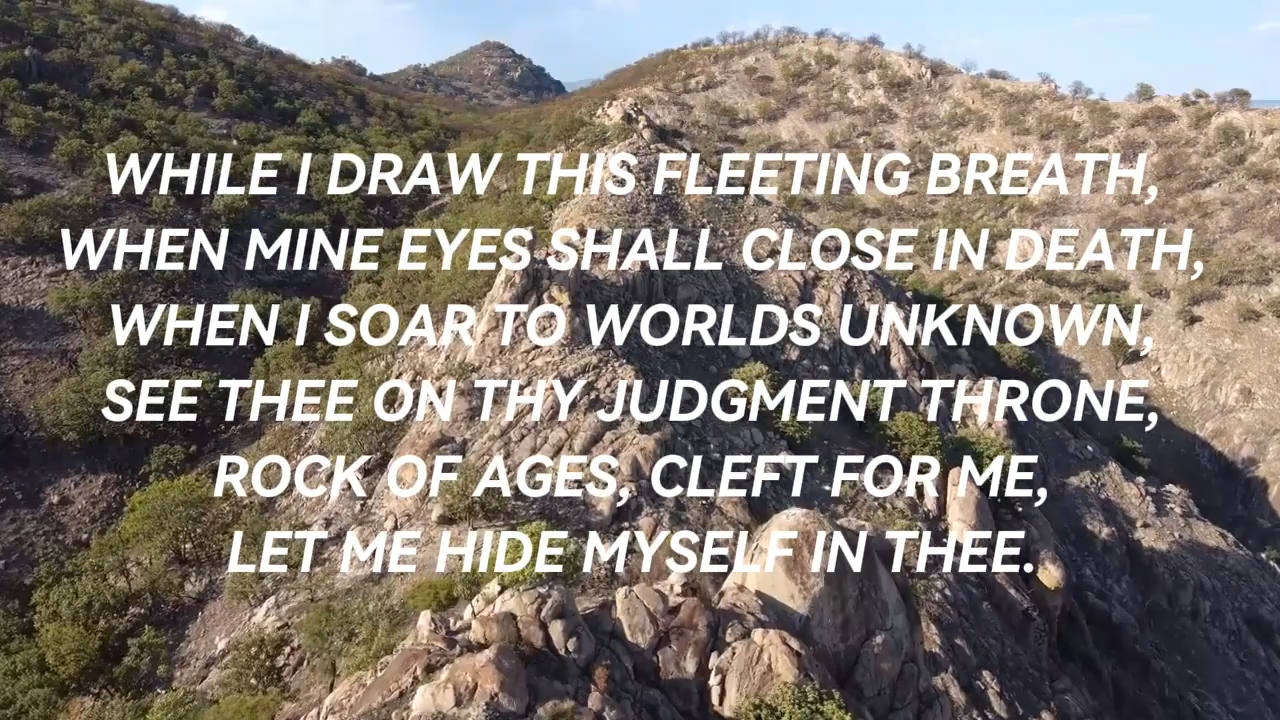 WHILE I DRAW THIS FLEETING BREATH,
WHEN MINE EYES SHALL CLOSE IN DEATH,
WHEN I SOAR TO WORLDS UNKNOWN,
SEE THEE ON THY JUDGMENT THRONE,
ROCK OF AGES, CLEFT FOR ME,
LET ME HIDE MYSELF IN THEE.